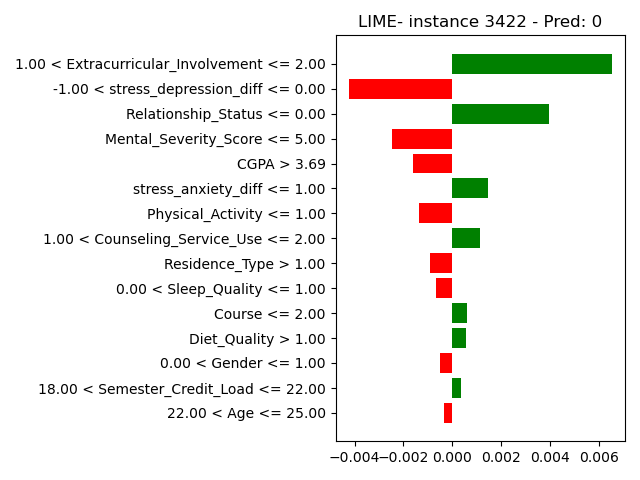 LIME- instance 3422 - Pred: 0
1.00 < Extracurricular_Involvement <= 2.00
-1.00 < stress_depression_diff <= 0.00
Relationship_Status <= 0.00
Mental_Severity_Score <= 5.00
CGPA > 3.69
stress_anxiety_diff <= 1.00
Physical_Activity <= 1.00
1.00 < Counseling_Service_Use <= 2.00
Residence_Type > 1.00
0.00 < Sleep_Quality <= 1.00
Course <= 2.00
Diet_Quality > 1.00
0.00 < Gender <= 1.00
18.00 < Semester_Credit_Load <= 22.00
22.00 < Age <= 25.00
−0.004 −0.002 0.000 0.002 0.004 0.006